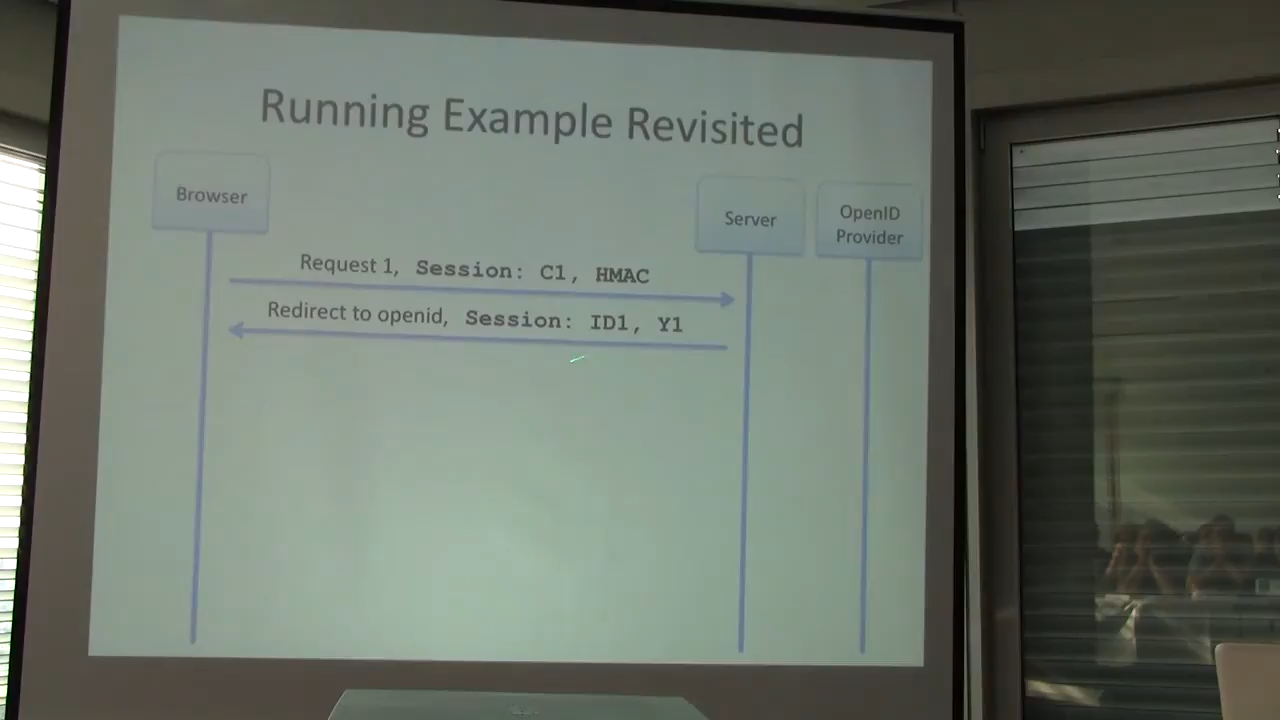 Running Example Revisited
Browser
Server
OpenID
Provider
Request 1, Session: C1, HMAC
Redirect to openid, Session: ID1, Y1